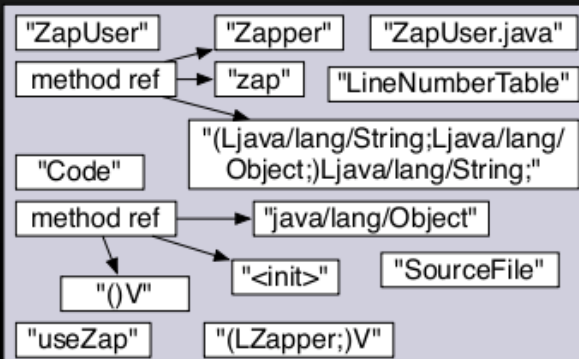 "ZapUser"
"Zapper"
"ZapUser.java"
method ref
"zap"
"LineNumberTable"
"(Ljava/lang/String;Ljava/lang/
Object;)Ljava/lang/String;"
"Code"
method ref
"java/lang/Object"
"()V"
"<init>"
"SourceFile"
"useZap"
"(LZapper;)V"